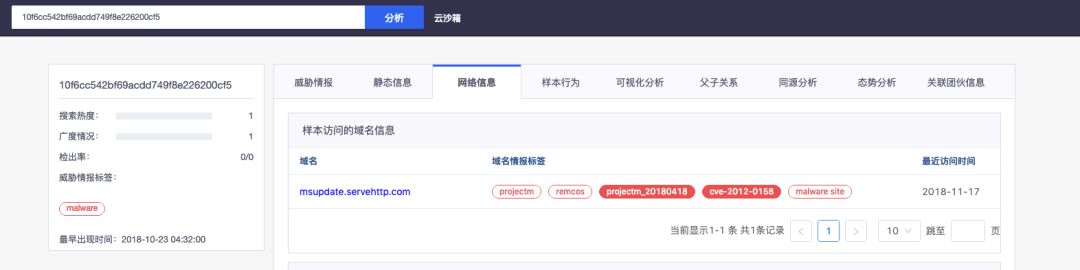 10f6cc542bf69acdd749f8e226200cf5 分析 云沙箱
10f6cc542bf69acdd749f8e226200cf5
搜索热度： 1
广度情况： 1
检出率： 0/0
威胁情报标签：
malware
最早出现时间：2018-10-23 04:32:00
威胁情报 静态信息 网络信息 样本行为 可视化分析 父子关系 同源分析 态势分析 关联团伙信息
样本访问的域名信息
域名 域名情报标签 最近访问时间
msupdate.servehttp.com projectm remcos projectm_20180418 cve-2012-0158 malware site 2018-11-17
当前显示1-1 条 共1条记录 < 1 > 10 跳至 页